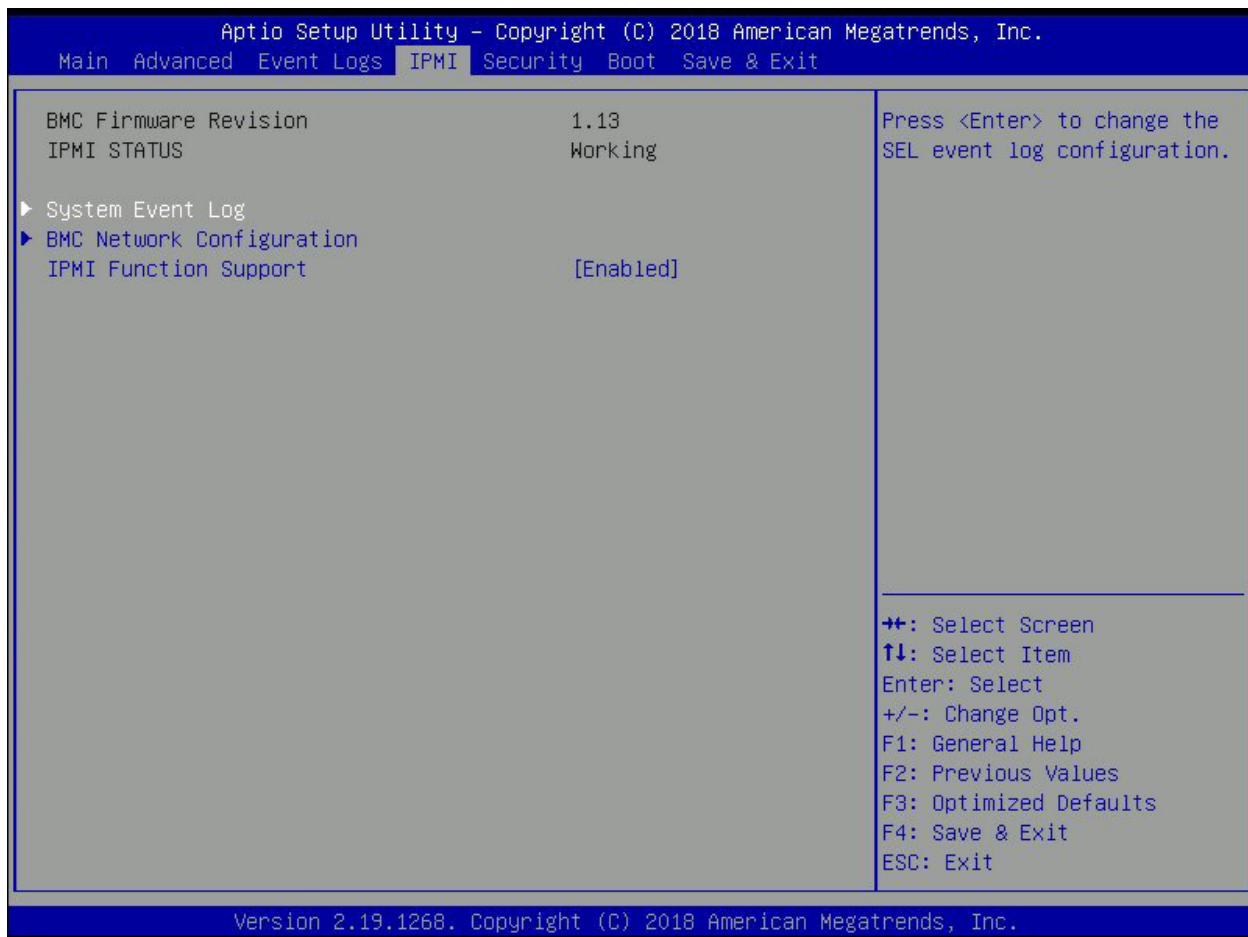 Aptio Setup Utility – Copyright (C) 2018 American Megatrends, Inc.
Main Advanced Event Logs IPMI Security Boot Save & Exit
BMC Firmware Revision 1.13
IPMI STATUS Working
System Event Log
BMC Network Configuration
IPMI Function Support [Enabled]
Press <Enter> to change the
SEL event log configuration.
→←: Select Screen
↑↓: Select Item
Enter: Select
+/-: Change Opt.
F1: General Help
F2: Previous Values
F3: Optimized Defaults
F4: Save & Exit
ESC: Exit
Version 2.19.1268. Copyright (C) 2018 American Megatrends, Inc.